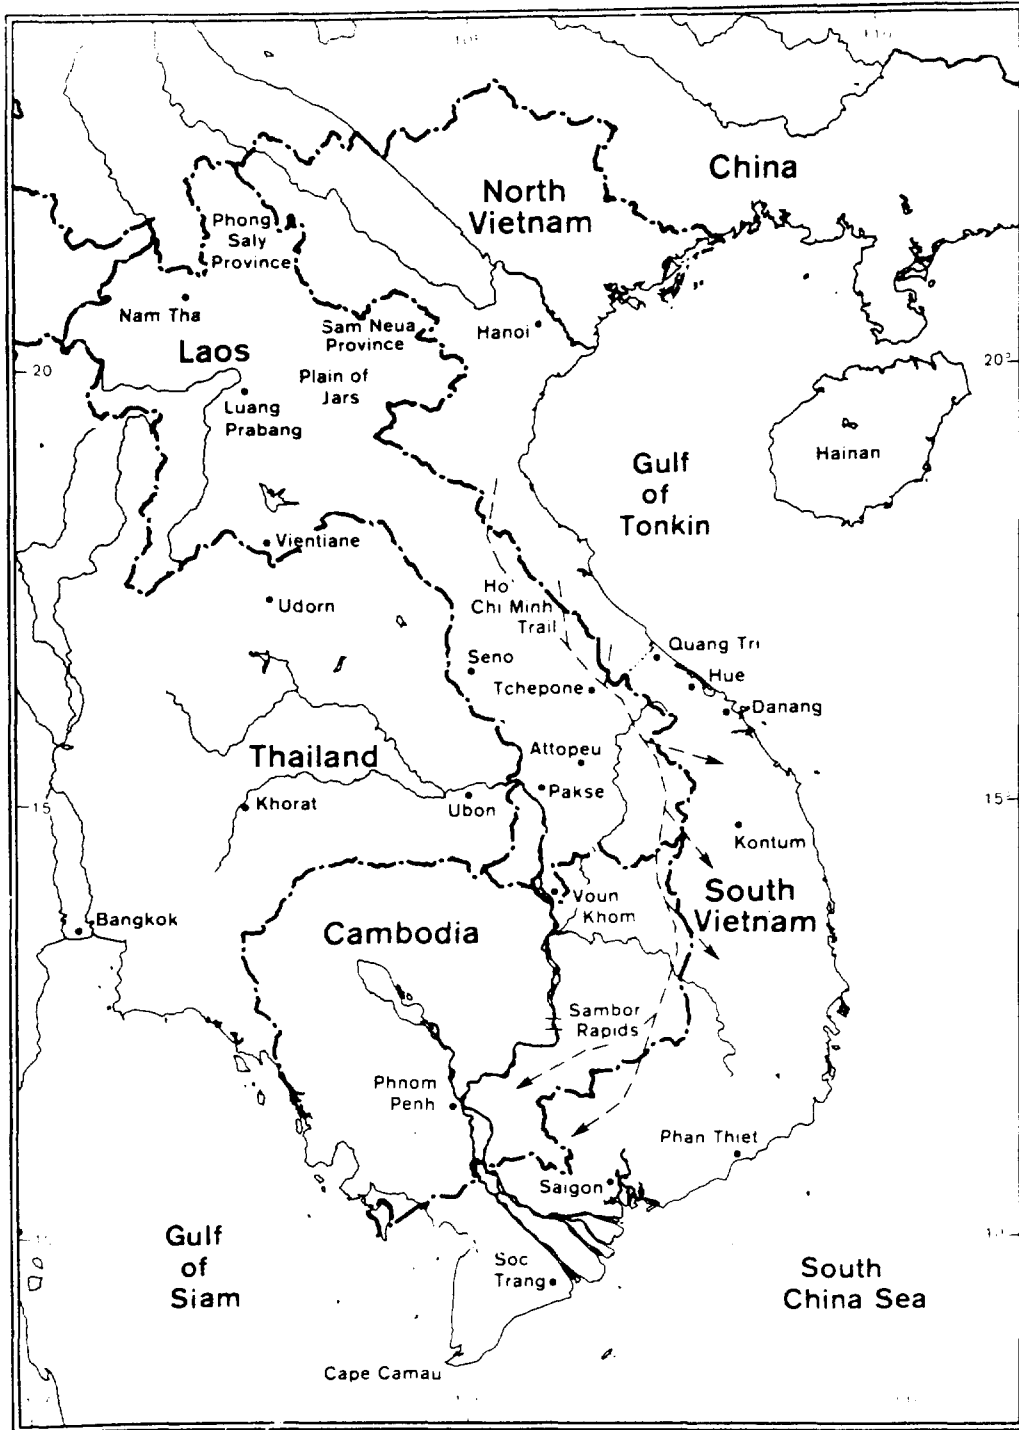 China
North
Vietnam
Phong
Saly
Province
Nam Tha
Sam Neua
Province
Hanoi
Laos
20
20°
Plain of
Jars
Luang
Prabang
Hainan
Gulf
of
Tonkin
Vientiane
Ho
Chi Minh
Trail
Udorn
Quang Tri
Seno
Hue
Tchepone
Danang
Attopeu
Thailand
Pakse
15
15°
Khorat
Ubon
Kontum
Voun
Khom
South
Vietnam
Bangkok
Cambodia
Sambor
Rapids
Phnom
Penh
Phan Thiet
Saigon
Gulf
of
Siam
Soc
Trang
South
China Sea
Cape Camau